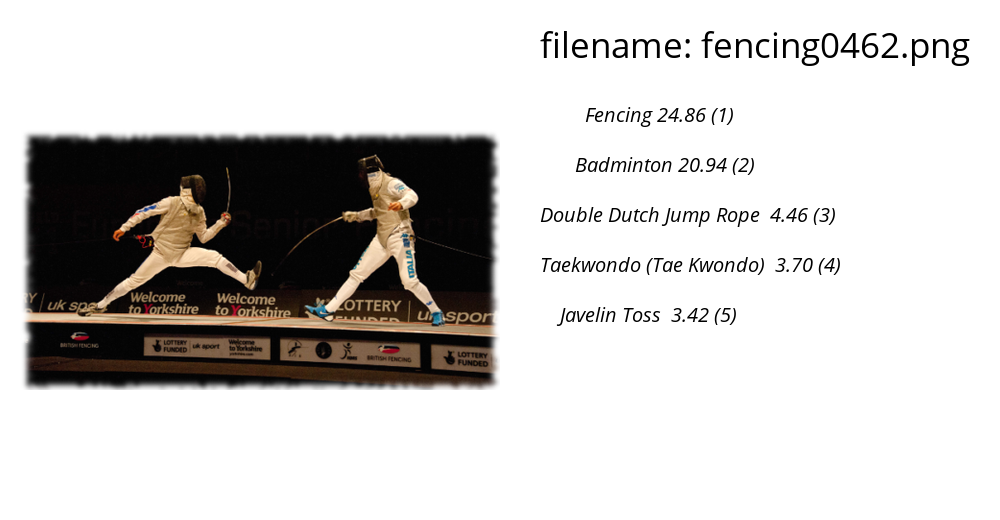 filename: fencing0462.png
Fencing 24.86 (1)
Badminton 20.94 (2)
Double Dutch Jump Rope 4.46 (3)
Taekwondo (Tae Kwondo) 3.70 (4)
Javelin Toss 3.42 (5)
ITALIA
uk spo
Welcome to Yorkshire
Welcome to Yorkshire
LOTTERY FUNDED
uk sport
BRITISH FENCING
LOTTERY FUNDED
uk sport
Welcome to Yorkshire
BRITISH FENCING
LOTTERY FUNDED